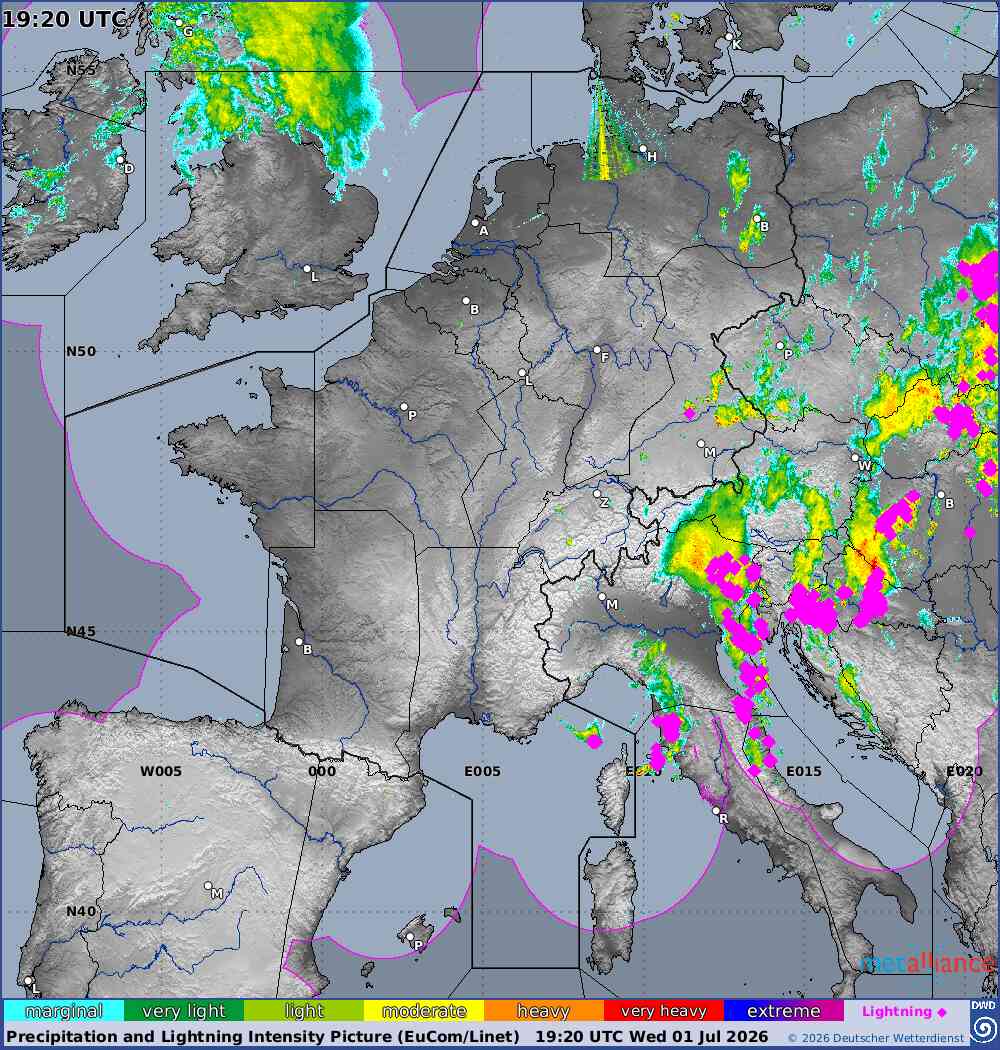 19:20 UTC
G
K
N55
D
H
A
B
L
B
N50
P
F
L
P
M
W
Z
B
M
N45
B
W005
000
E005
E010
E015
E020
R
M
N40
P
L
metalliance
marginal very light light moderate heavy very heavy extreme Lightning
DWD
Precipitation and Lightning Intensity Picture (EuCom/Linet) 19:20 UTC Wed 01 Jul 2026 © 2026 Deutscher Wetterdienst